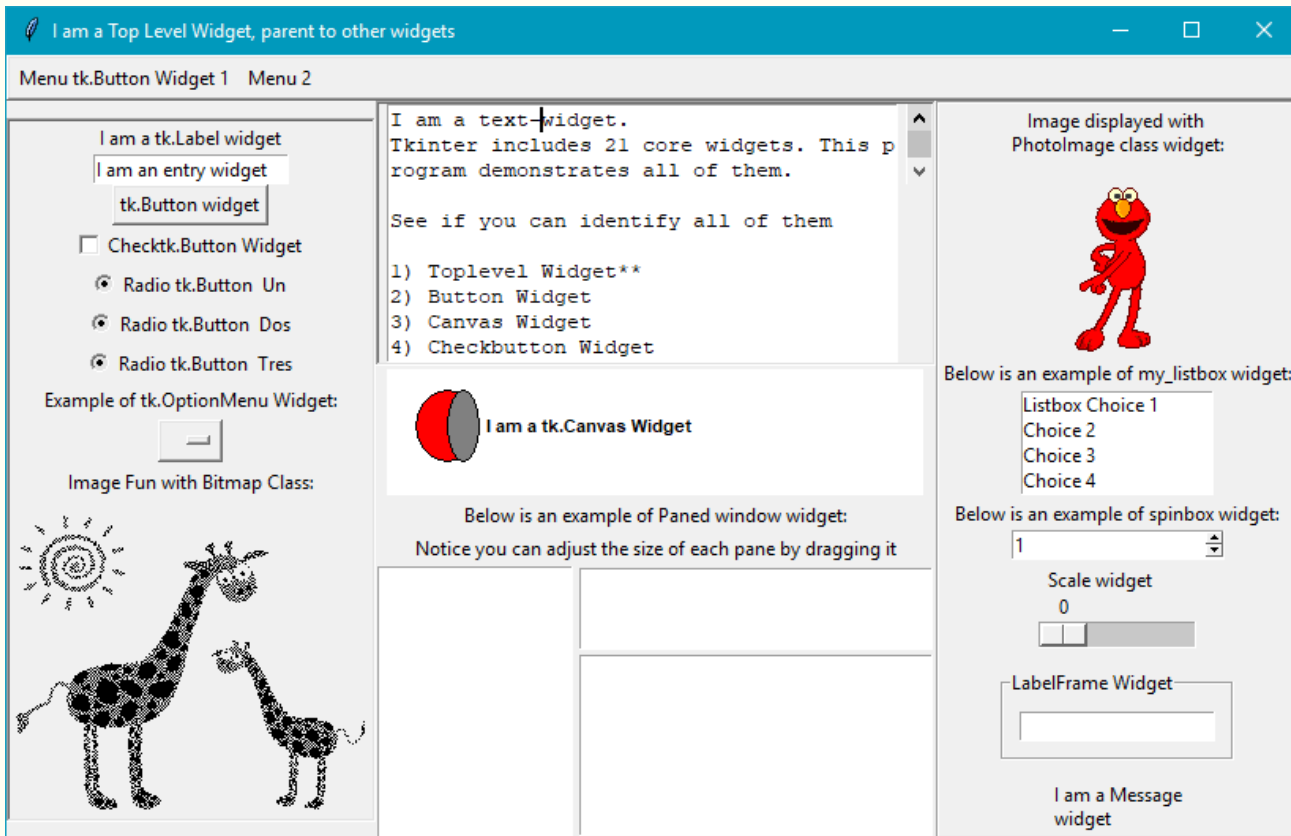 I am a Top Level Widget, parent to other widgets
Menu tk.Button Widget 1 Menu 2
I am a tk.Label widget
I am an entry widget
tk.Button widget
Checktk.Button Widget
Radio tk.Button Un
Radio tk.Button Dos
Radio tk.Button Tres
Example of tk.OptionMenu Widget:
Image Fun with Bitmap Class:
I am a text-widget.
Tkinter includes 21 core widgets. This p
rogram demonstrates all of them.
See if you can identify all of them
1) Toplevel Widget**
2) Button Widget
3) Canvas Widget
4) Checkbutton Widget
I am a tk.Canvas Widget
Below is an example of Paned window widget:
Notice you can adjust the size of each pane by dragging it
Image displayed with
PhotoImage class widget:
Below is an example of my_listbox widget:
Listbox Choice 1
Choice 2
Choice 3
Choice 4
Below is an example of spinbox widget:
1
Scale widget
0
LabelFrame Widget
I am a Message
widget